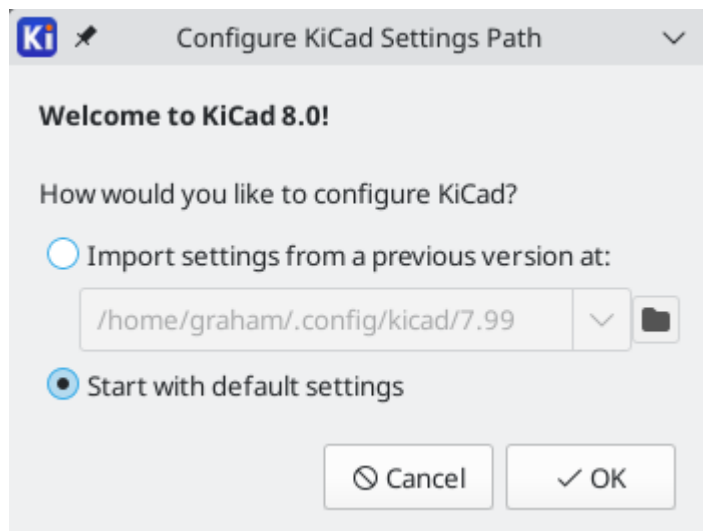 Ki Configure KiCad Settings Path
Welcome to KiCad 8.0!
How would you like to configure KiCad?
Import settings from a previous version at:
/home/graham/.config/kicad/7.99
Start with default settings
Cancel OK